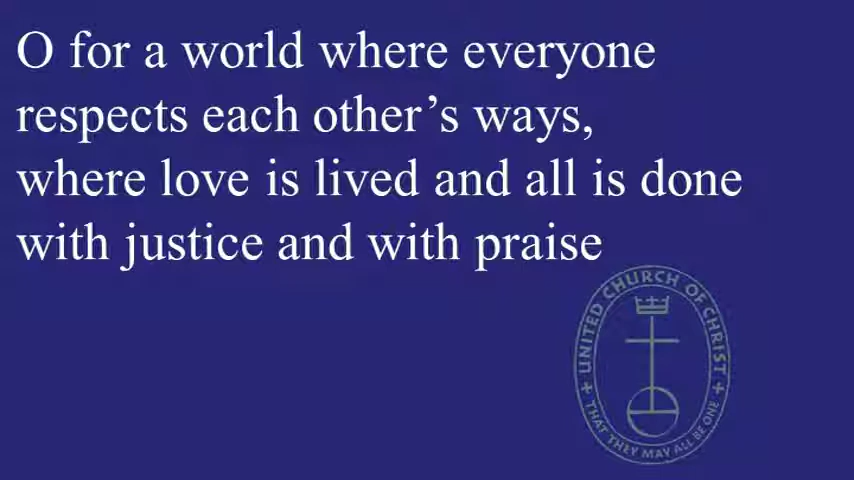 O for a world where everyone
respects each other’s ways,
where love is lived and all is done
with justice and with praise
UNITED CHURCH OF CHRIST
THAT THEY MAY ALL BE ONE